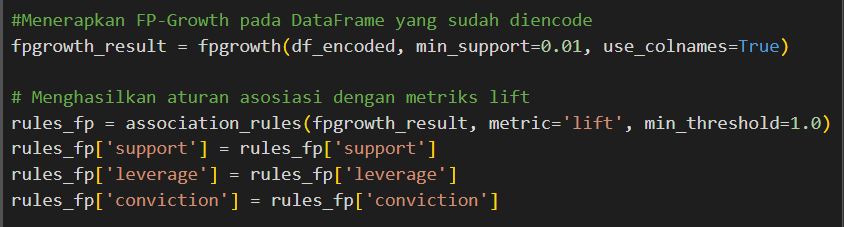 #Menerapkan FP-Growth pada DataFrame yang sudah diencode
fpgrowth_result = fpgrowth(df_encoded, min_support=0.01, use_colnames=True)
# Menghasilkan aturan asosiasi dengan metriks lift
rules_fp = association_rules(fpgrowth_result, metric='lift', min_threshold=1.0)
rules_fp['support'] = rules_fp['support']
rules_fp['leverage'] = rules_fp['leverage']
rules_fp['conviction'] = rules_fp['conviction']